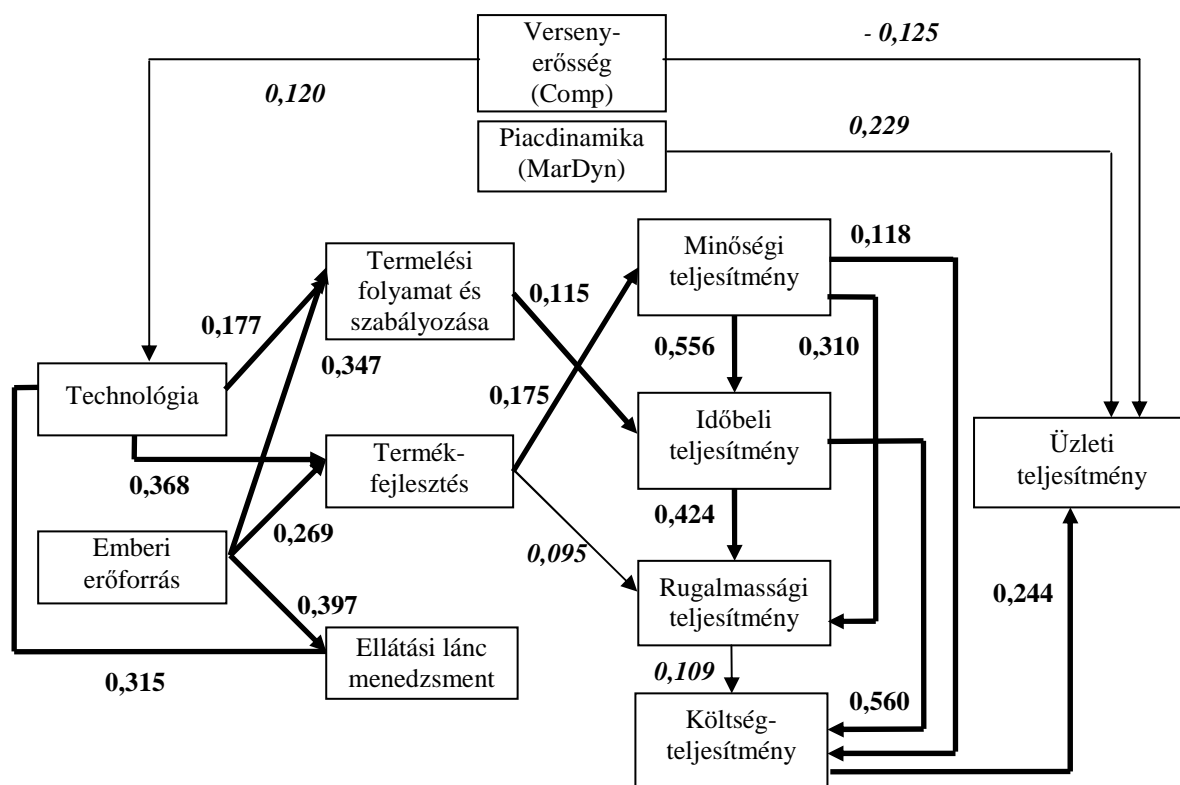 Verseny-
erősség
(Comp)
- 0,125
0,120
Piacdinamika
(MarDyn)
0,229
Termelési
folyamat és
szabályozása
Minőségi
teljesítmény
0,118
0,115
0,177
0,347
0,556
0,310
Technológia
0,175
Időbeli
teljesítmény
Üzleti
teljesítmény
Termék-
fejlesztés
0,368
0,269
0,424
0,095
Emberi
erőforrás
Rugalmassági
teljesítmény
0,244
0,397
Ellátási lánc
menedzsment
0,315
0,109
0,560
Költség-
teljesítmény